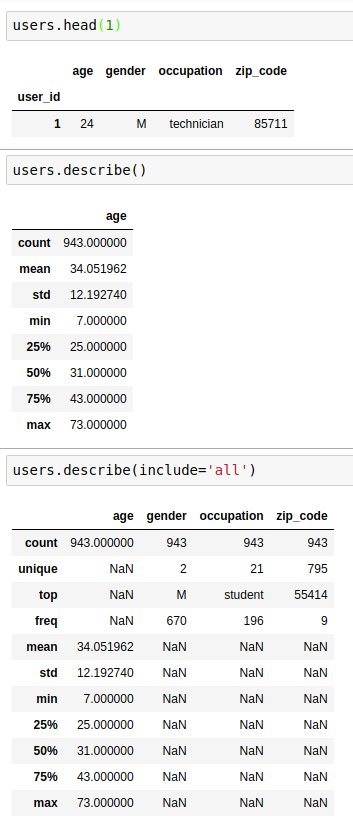 users.head(1)
age gender occupation zip_code
user_id
1 24 M technician 85711
users.describe()
age
count 943.000000
mean 34.051962
std 12.192740
min 7.000000
25% 25.000000
50% 31.000000
75% 43.000000
max 73.000000
users.describe(include='all')
age gender occupation zip_code
count 943.000000 943 943 943
unique NaN 2 21 795
top NaN M student 55414
freq NaN 670 196 9
mean 34.051962 NaN NaN NaN
std 12.192740 NaN NaN NaN
min 7.000000 NaN NaN NaN
25% 25.000000 NaN NaN NaN
50% 31.000000 NaN NaN NaN
75% 43.000000 NaN NaN NaN
max 73.000000 NaN NaN NaN